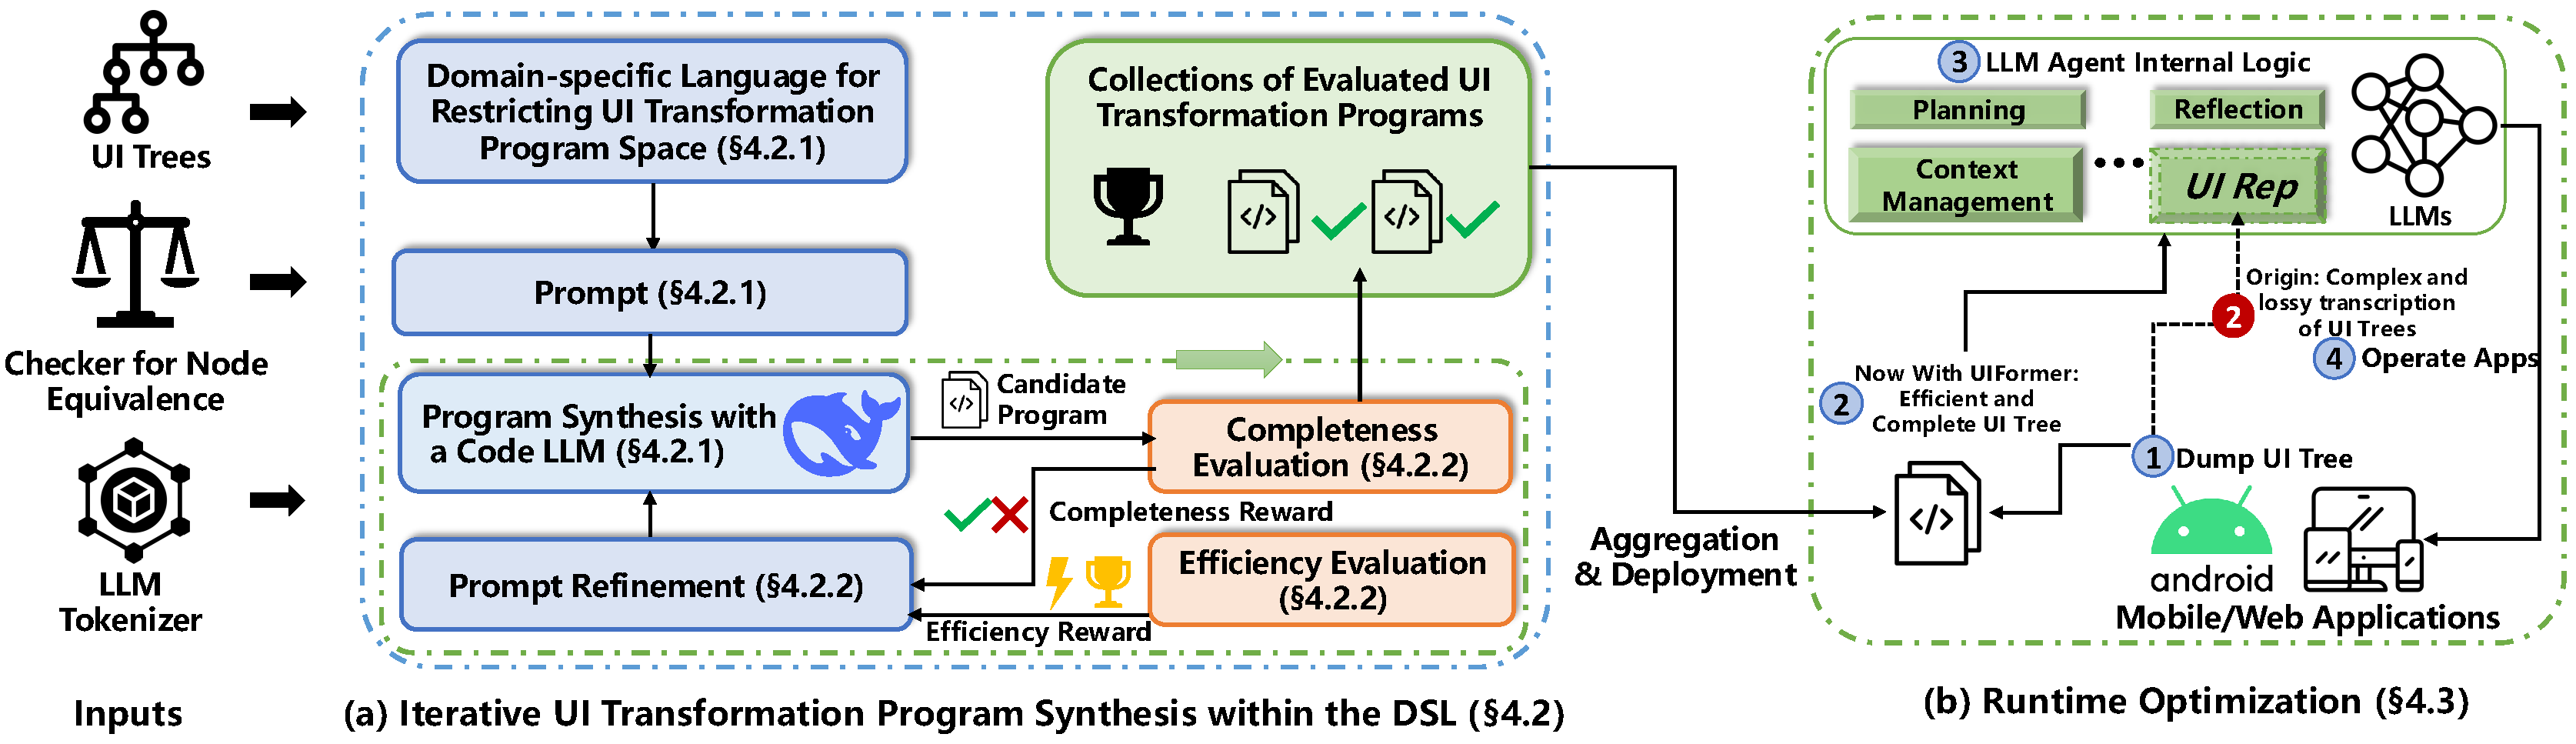 UI Trees
Checker for Node
Equivalence
LLM
Tokenizer
Inputs
Domain-specific Language for
Restricting UI Transformation
Program Space (§4.2.1)
Prompt (§4.2.1)
Program Synthesis with
a Code LLM (§4.2.1)
Prompt Refinement (§4.2.2)
Candidate
Program
Completeness
Evaluation (§4.2.2)
Completeness Reward
Efficiency Evaluation
(§4.2.2)
Efficiency Reward
Collections of Evaluated UI
Transformation Programs
</>
</>
</>
(a) Iterative UI Transformation Program Synthesis within the DSL (§4.2)
Aggregation
& Deployment
3 LLM Agent Internal Logic
Planning
Reflection
Context
Management
•••
UI Rep
LLMs
Origin: Complex and
lossy transcription
of UI Trees
2
4 Operate Apps
Now With UIFormer:
2 Efficient and
Complete UI Tree
1 Dump UI Tree
</>
android
Mobile/Web Applications
(b) Runtime Optimization (§4.3)